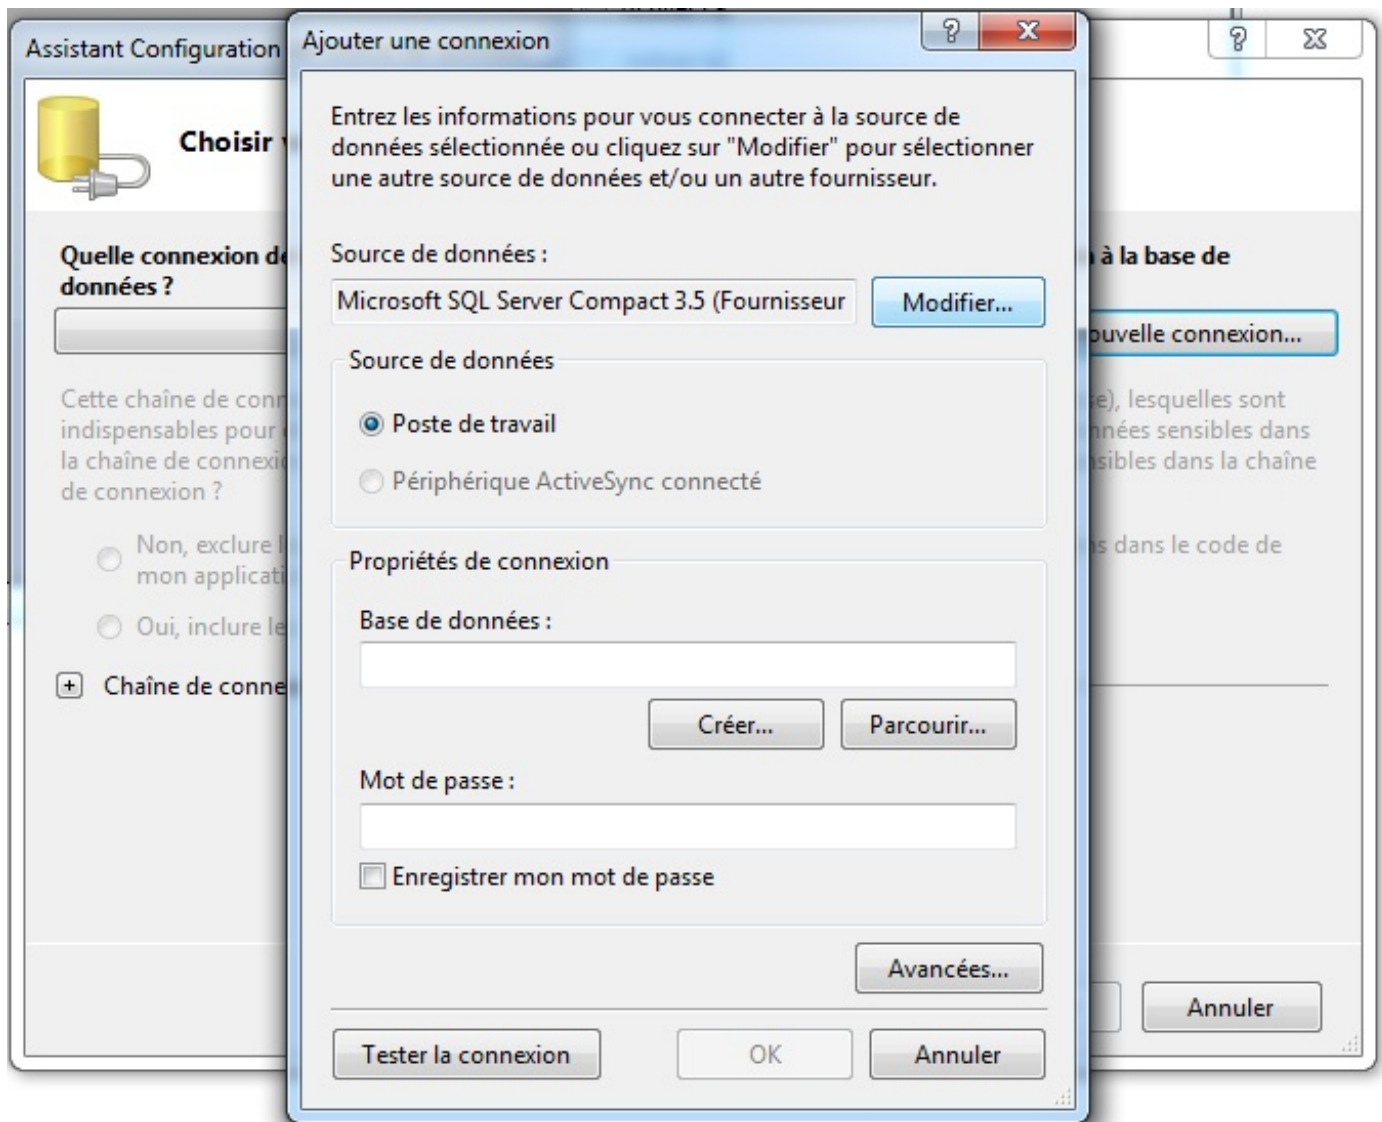 Assistant Configuration
Ajouter une connexion
Choisir
Entrez les informations pour vous connecter à la source de
données sélectionnée ou cliquez sur "Modifier" pour sélectionner
une autre source de données et/ou un autre fournisseur.
Quelle connexion de
données ?
à la base de
Source de données :
Microsoft SQL Server Compact 3.5 (Fournisseur
Modifier...
ouvelle connexion...
Source de données
Poste de travail
Périphérique ActiveSync connecté
Cette chaîne de conn
indispensables pour
la chaîne de connexio
de connexion ?
se), lesquelles sont
nnées sensibles dans
nsibles dans la chaîne
Non, exclure l
mon applicati
ns dans le code de
Oui, inclure le
Chaîne de conne
Propriétés de connexion
Base de données :
Créer...
Parcourir...
Mot de passe :
Enregistrer mon mot de passe
Avancées...
Tester la connexion
OK
Annuler
Annuler